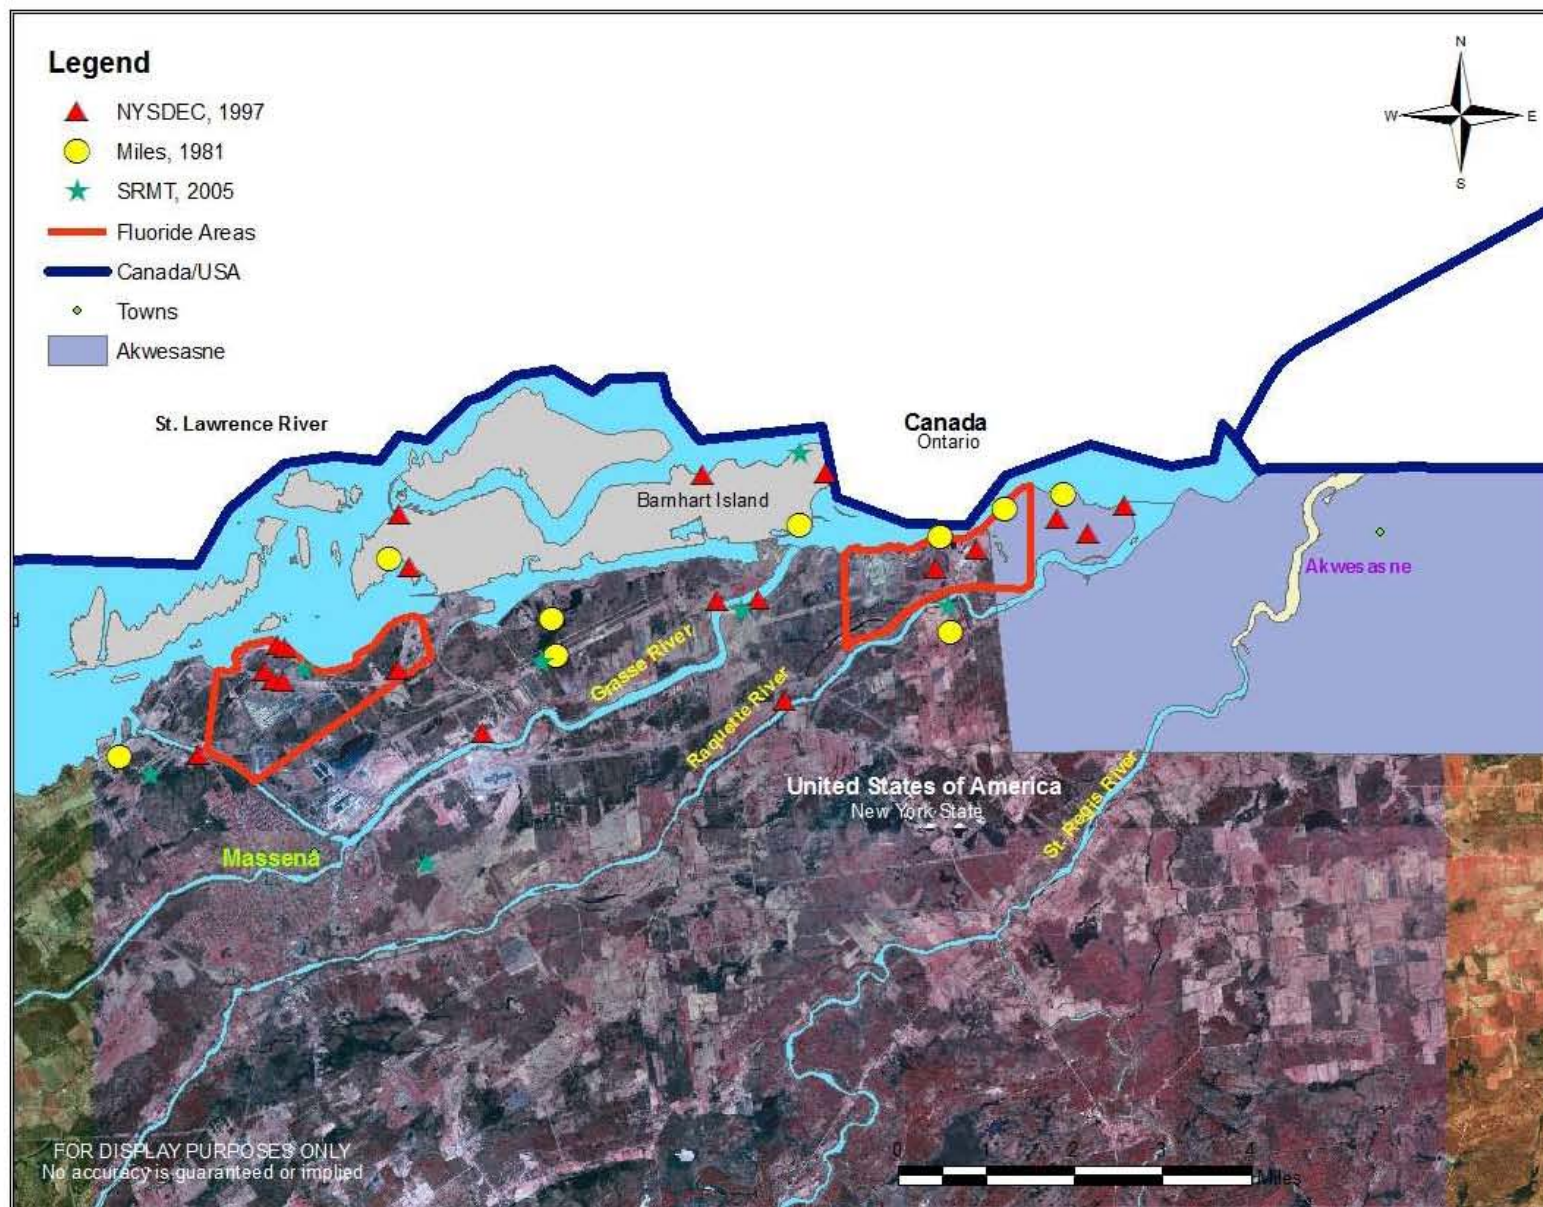 Legend
NYSDEC, 1997
Miles, 1981
SRMT, 2005
Fluoride Areas
Canada/USA
Towns
Akwesasne
N
W
E
S
St. Lawrence River
Canada
Ontario
Barnhart Island
Akwesasne
d
Grasse River
Raquette River
United States of America
New York State
St. Regis River
Massena
FOR DISPLAY PURPOSES ONLY
No accuracy is guaranteed or implied
0 1 2 3 4
Miles